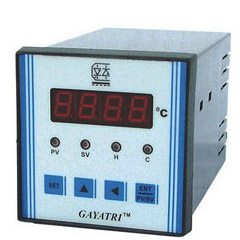 8888 °C
PV SV H C
SET ENT
PV/SV
GAYATRI™